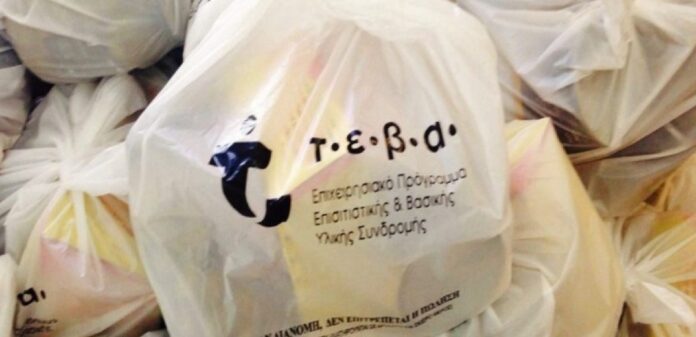 τ.ε.β.α.
Επιχειρησιακό Πρόγραμμα
Επισιτιστικής & Βασικής
Υλικής Συνδρομής
ΔΙΑΝΟΜΗ, ΔΕΝ ΕΠΙΤΡΕΠΕΤΑΙ Η ΠΩΛΗΣΗ
α.